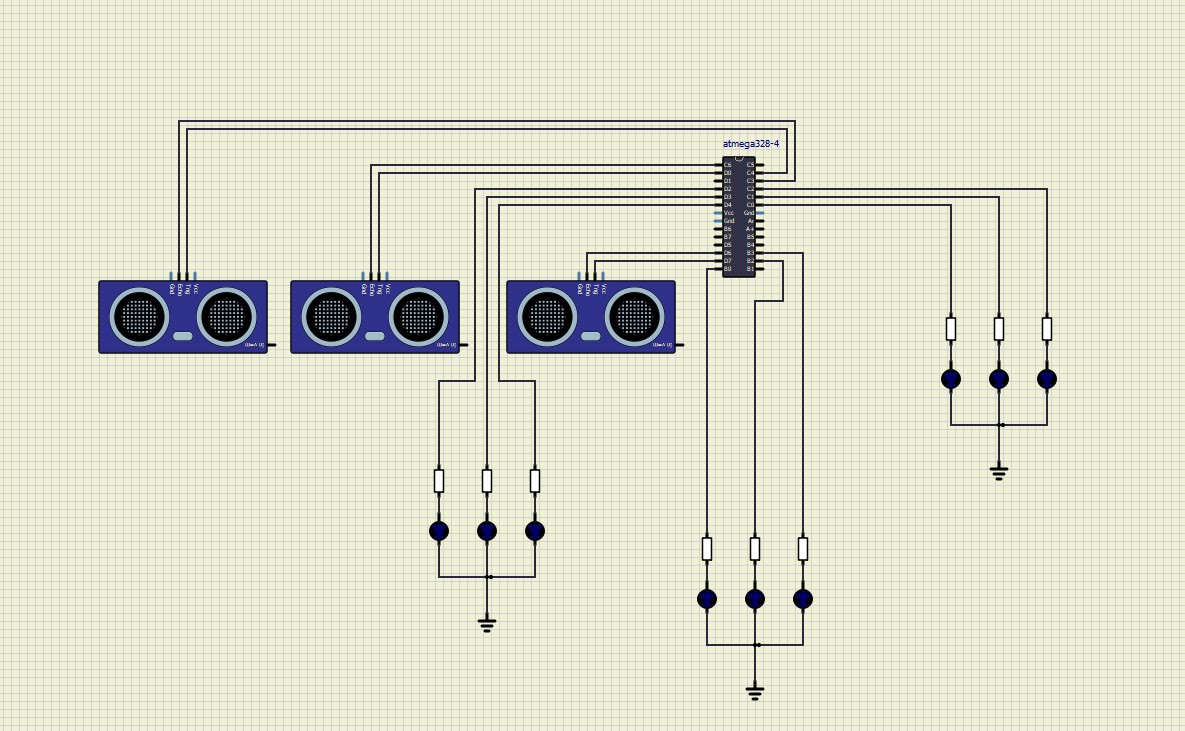 atmega328-4
C6 C5
D0 C4
D1 C3
D2 C2
D3 C1
D4 C0
Vcc Gnd
Gnd Ar
B6 A+
B7 B5
D5 B4
D6 B3
D7 B2
B0 B1
Gnd Echo Trig Vcc
Gnd Echo Trig Vcc
Gnd Echo Trig Vcc